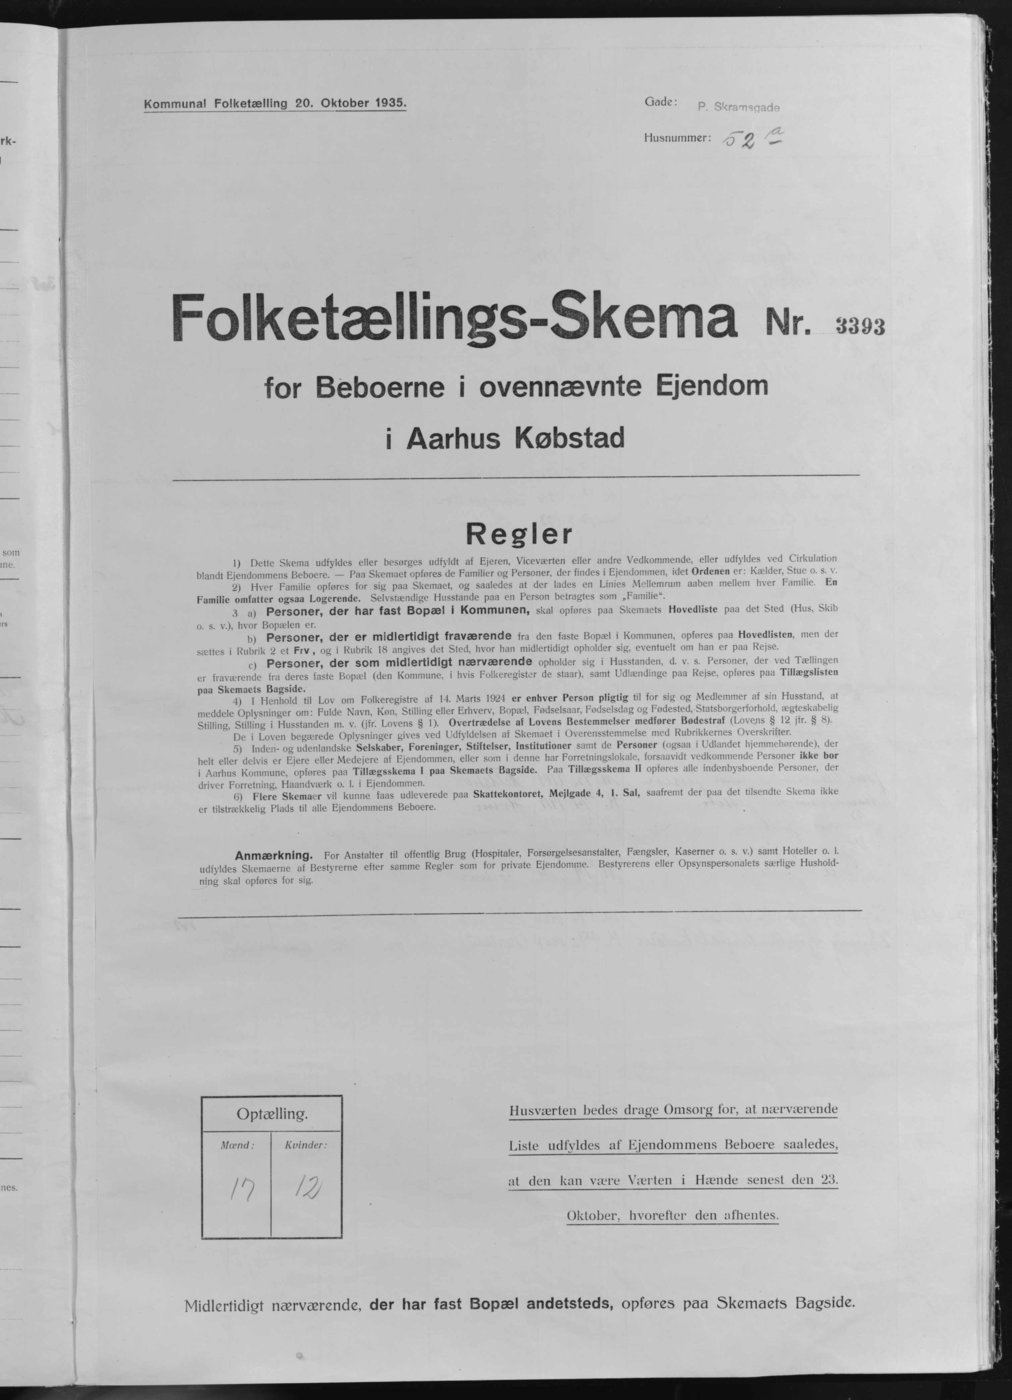 Kommunal Folketælling 20. Oktober 1935.
Gade: P. Skramsgade
Husnummer: 52 a
Folketællings-Skema Nr. 3393
for Beboerne i ovennævnte Ejendom
i Aarhus Købstad
Regler
1) Dette Skema udfyldes eller besørges udfyldt af Ejeren, Viceværten eller andre Vedkommende, eller udfyldes ved Cirkulation
blandt Ejendommens Beboere. — Paa Skemaet opføres de Familier og Personer, der findes i Ejendommen, idet Ordenen er: Kælder, Stue o. s. v.
2) Hver Familie opføres for sig paa Skemaet, og saaledes at der lades en Linies Mellemrum aaben mellem hver Familie. En
Familie omfatter ogsaa Logerende. Selvstændige Husstande paa en Person betragtes som „Familie“.
3 a) Personer, der har fast Bopæl i Kommunen, skal opføres paa Skemaets Hovedliste paa det Sted (Hus, Skib
o. s. v.), hvor Bopælen er.
b) Personer, der er midlertidigt fraværende fra den faste Bopæl i Kommunen, opføres paa Hovedlisten, men der
sættes i Rubrik 2 et Frv, og i Rubrik 18 angives det Sted, hvor han midlertidigt opholder sig, eventuelt om han er paa Rejse.
c) Personer, der som midlertidigt nærværende opholder sig i Husstanden, d. v. s. Personer, der ved Tællingen
er fraværende fra deres faste Bopæl (den Kommune, i hvis Folkeregister de staar), samt Udlændinge paa Rejse, opføres paa Tillægslisten
paa Skemaets Bagside.
4) I Henhold til Lov om Folkeregistre af 14. Marts 1924 er enhver Person pligtig til for sig og Medlemmer af sin Husstand, at
meddele Oplysninger om: Fulde Navn, Køn, Stilling eller Erhverv, Bopæl, Fødselsaar, Fødselsdag og Fødested, Statsborgerforhold, ægteskabelig
Stilling, Stilling i Husstanden m. v. (jfr. Lovens § 1). Overtrædelse af Lovens Bestemmelser medfører Bødestraf (Lovens § 12 jfr. § 8).
De i Loven begærede Oplysninger gives ved Udfyldelsen af Skemaet i Overensstemmelse med Rubrikkernes Overskrifter.
5) Inden- og udenlandske Selskaber, Foreninger, Stiftelser, Institutioner samt de Personer (ogsaa i Udlandet hjemmehørende), der
helt eller delvis er Ejere eller Medejere af Ejendommen, eller som i denne har Forretningslokale, forsaavidt vedkommende Personer ikke bor
i Aarhus Kommune, opføres paa Tillægsskema I paa Skemaets Bagside. Paa Tillægsskema II opføres alle indenbysboende Personer, der
driver Forretning, Haandværk o. l. i Ejendommen.
6) Flere Skemaer vil kunne faas udleverede paa Skattekontoret, Mejlgade 4, 1. Sal, saafremt der paa det tilsendte Skema ikke
er tilstrækkelig Plads til alle Ejendommens Beboere.
Anmærkning. For Anstalter til offentlig Brug (Hospitaler, Forsørgelsesanstalter, Fængsler, Kaserner o. s. v.) samt Hoteller o. l.
udfyldes Skemaerne af Bestyrerne efter samme Regler som for private Ejendomme. Bestyrerens eller Opsynspersonalets særlige Hushold-
ning skal opføres for sig.
Optælling.
Mænd: Kvinder:
17 12
Husværten bedes drage Omsorg for, at nærværende
Liste udfyldes af Ejendommens Beboere saaledes,
at den kan være Værten i Hænde senest den 23.
Oktober, hvorefter den afhentes.
Midlertidigt nærværende, der har fast Bopæl andetsteds, opføres paa Skemaets Bagside.